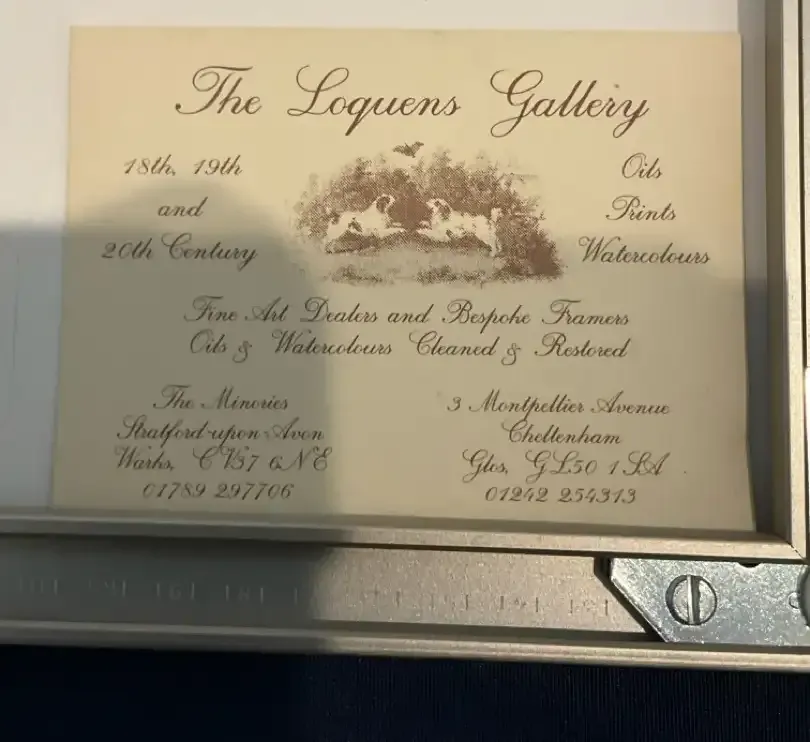 The Loquens Gallery
18th, 19th
and
20th Century
Oils
Prints
Watercolours
Fine Art Dealers and Bespoke Framers
Oils & Watercolours Cleaned & Restored
The Minories
Stratford-upon-Avon
Warks, CV37 6NE
01789 297706
3 Montpellier Avenue
Cheltenham
Glos, GL50 1SA
01242 254313